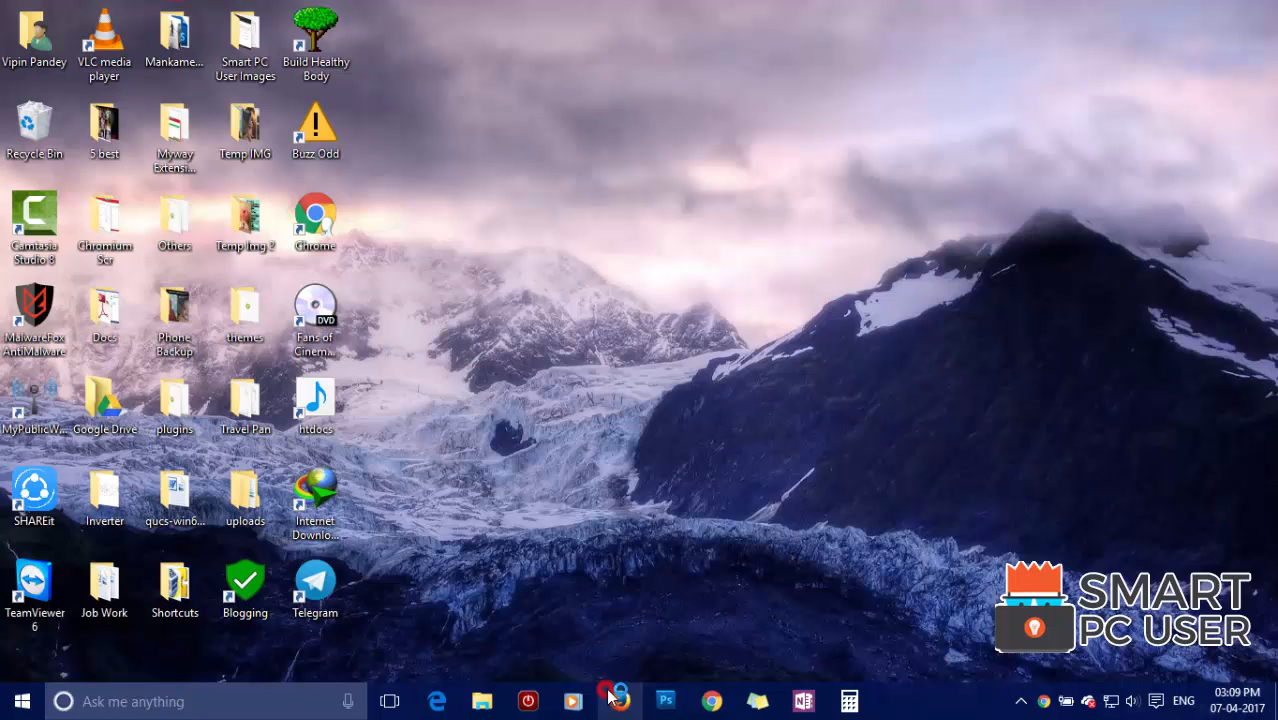 Vipin Pandey
VLC media
player
Mankame...
Smart PC
User Images
Build Healthy
Body
Recycle Bin
5 best
Myway
Extensi...
Temp IMG
Buzz Odd
Camtasia
Studio 8
Chromium
Scr
Others
Temp Img 2
Chrome
MalwareFox
AntiMalware
Docs
Phone
Backup
themes
DVD
Fans of
Cinem...
MyPublicW...
Google Drive
plugins
Travel Pan
htdocs
SHAREit
Inverter
qucs-win6...
uploads
Internet
Downlo...
TeamViewer
6
Job Work
Shortcuts
Blogging
Telegram
SMART
PC USER
Ask me anything
Ps
ENG
03:09 PM
07-04-2017